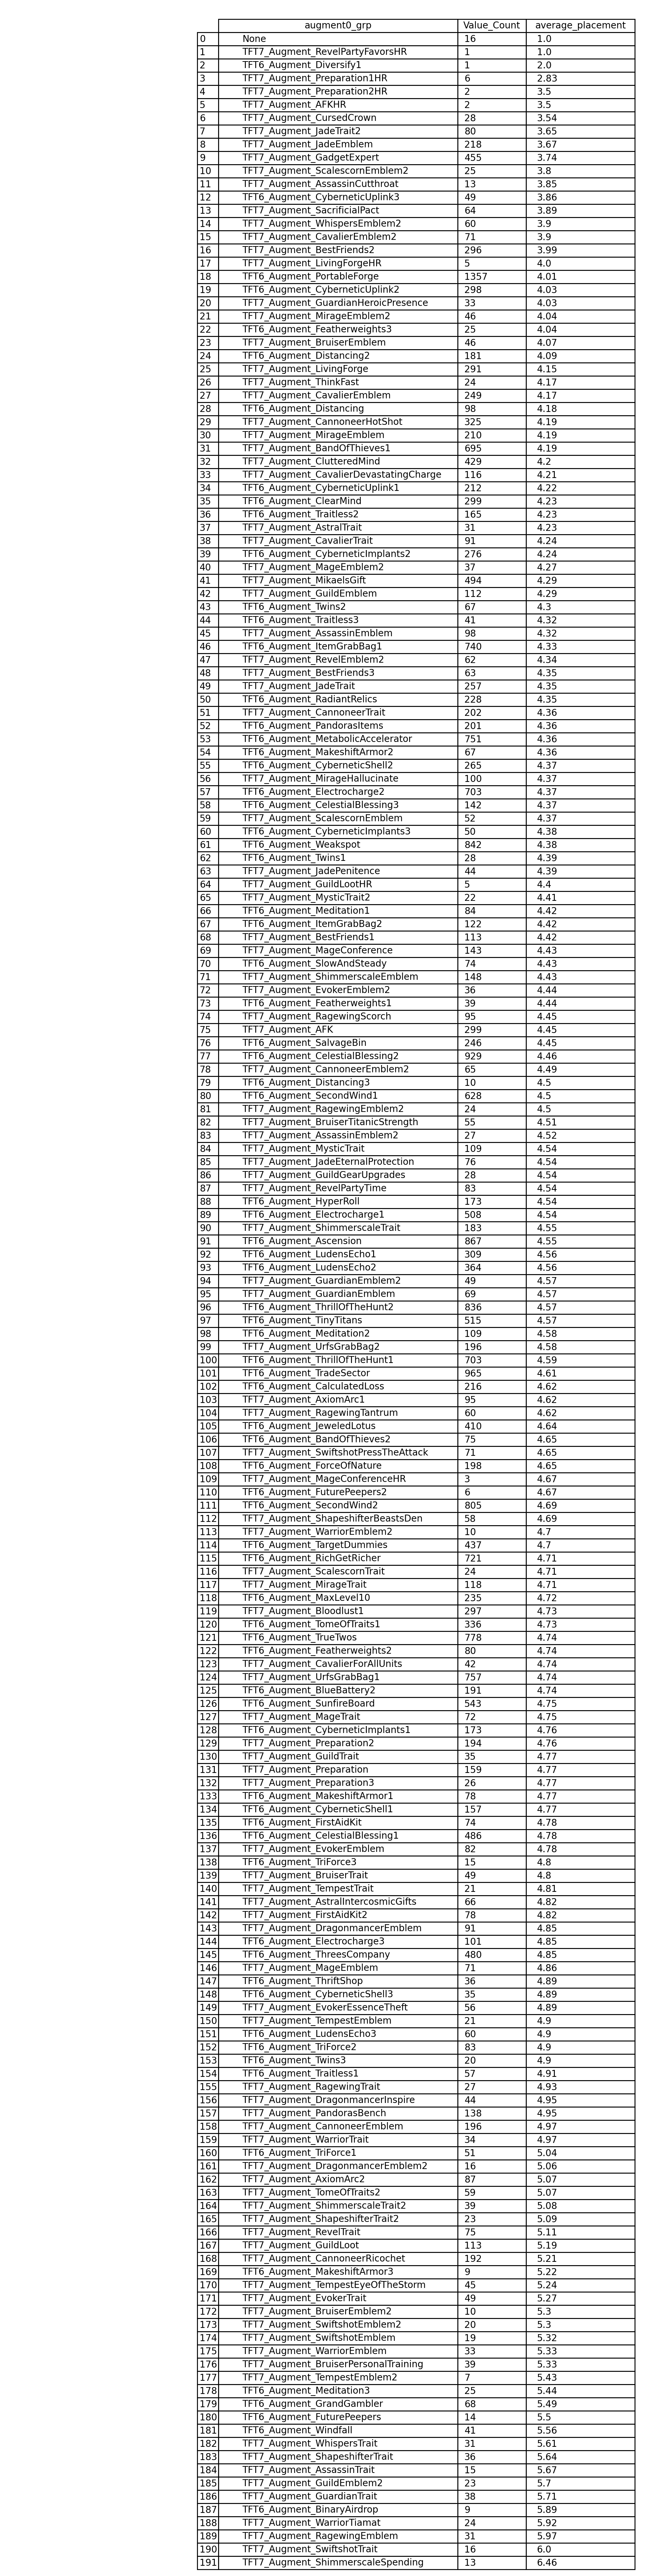 augment0_grp Value_Count average_placement
0 None 16 1.0
1 TFT7_Augment_RevelPartyFavorsHR 1 1.0
2 TFT6_Augment_Diversify1 1 2.0
3 TFT7_Augment_Preparation1HR 6 2.83
4 TFT7_Augment_Preparation2HR 2 3.5
5 TFT7_Augment_AFKHR 2 3.5
6 TFT7_Augment_CursedCrown 28 3.54
7 TFT7_Augment_JadeTrait2 80 3.65
8 TFT7_Augment_JadeEmblem 218 3.67
9 TFT7_Augment_GadgetExpert 455 3.74
10 TFT7_Augment_ScalescornEmblem2 25 3.8
11 TFT7_Augment_AssassinCutthroat 13 3.85
12 TFT6_Augment_CyberneticUplink3 49 3.86
13 TFT7_Augment_SacrificialPact 64 3.89
14 TFT7_Augment_WhispersEmblem2 60 3.9
15 TFT7_Augment_CavalierEmblem2 71 3.9
16 TFT7_Augment_BestFriends2 296 3.99
17 TFT7_Augment_LivingForgeHR 5 4.0
18 TFT6_Augment_PortableForge 1357 4.01
19 TFT6_Augment_CyberneticUplink2 298 4.03
20 TFT7_Augment_GuardianHeroicPresence 33 4.03
21 TFT7_Augment_MirageEmblem2 46 4.04
22 TFT6_Augment_Featherweights3 25 4.04
23 TFT7_Augment_BruiserEmblem 46 4.07
24 TFT6_Augment_Distancing2 181 4.09
25 TFT7_Augment_LivingForge 291 4.15
26 TFT7_Augment_ThinkFast 24 4.17
27 TFT7_Augment_CavalierEmblem 249 4.17
28 TFT6_Augment_Distancing 98 4.18
29 TFT7_Augment_CannoneerHotShot 325 4.19
30 TFT7_Augment_MirageEmblem 210 4.19
31 TFT7_Augment_BandOfThieves1 695 4.19
32 TFT7_Augment_ClutteredMind 429 4.2
33 TFT7_Augment_CavalierDevastatingCharge 116 4.21
34 TFT6_Augment_CyberneticUplink1 212 4.22
35 TFT6_Augment_ClearMind 299 4.23
36 TFT6_Augment_Traitless2 165 4.23
37 TFT7_Augment_AstralTrait 31 4.23
38 TFT7_Augment_CavalierTrait 91 4.24
39 TFT6_Augment_CyberneticImplants2 276 4.24
40 TFT7_Augment_MageEmblem2 37 4.27
41 TFT7_Augment_MikaelsGift 494 4.29
42 TFT7_Augment_GuildEmblem 112 4.29
43 TFT6_Augment_Twins2 67 4.3
44 TFT6_Augment_Traitless3 41 4.32
45 TFT7_Augment_AssassinEmblem 98 4.32
46 TFT6_Augment_ItemGrabBag1 740 4.33
47 TFT7_Augment_RevelEmblem2 62 4.34
48 TFT7_Augment_BestFriends3 63 4.35
49 TFT7_Augment_JadeTrait 257 4.35
50 TFT6_Augment_RadiantRelics 228 4.35
51 TFT7_Augment_CannoneerTrait 202 4.36
52 TFT6_Augment_PandorasItems 201 4.36
53 TFT6_Augment_MetabolicAccelerator 751 4.36
54 TFT6_Augment_MakeshiftArmor2 67 4.36
55 TFT6_Augment_CyberneticShell2 265 4.37
56 TFT7_Augment_MirageHallucinate 100 4.37
57 TFT6_Augment_Electrocharge2 703 4.37
58 TFT6_Augment_CelestialBlessing3 142 4.37
59 TFT7_Augment_ScalescornEmblem 52 4.37
60 TFT6_Augment_CyberneticImplants3 50 4.38
61 TFT6_Augment_Weakspot 842 4.38
62 TFT6_Augment_Twins1 28 4.39
63 TFT7_Augment_JadePenitence 44 4.39
64 TFT7_Augment_GuildLootHR 5 4.4
65 TFT7_Augment_MysticTrait2 22 4.41
66 TFT6_Augment_Meditation1 84 4.42
67 TFT6_Augment_ItemGrabBag2 122 4.42
68 TFT7_Augment_BestFriends1 113 4.42
69 TFT7_Augment_MageConference 143 4.43
70 TFT6_Augment_SlowAndSteady 74 4.43
71 TFT7_Augment_ShimmerscaleEmblem 148 4.43
72 TFT7_Augment_EvokerEmblem2 36 4.44
73 TFT6_Augment_Featherweights1 39 4.44
74 TFT7_Augment_RagewingScorch 95 4.45
75 TFT7_Augment_AFK 299 4.45
76 TFT6_Augment_SalvageBin 246 4.45
77 TFT6_Augment_CelestialBlessing2 929 4.46
78 TFT7_Augment_CannoneerEmblem2 65 4.49
79 TFT6_Augment_Distancing3 10 4.5
80 TFT6_Augment_SecondWind1 628 4.5
81 TFT7_Augment_RagewingEmblem2 24 4.5
82 TFT7_Augment_BruiserTitanicStrength 55 4.51
83 TFT7_Augment_AssassinEmblem2 27 4.52
84 TFT7_Augment_MysticTrait 109 4.54
85 TFT7_Augment_JadeEternalProtection 76 4.54
86 TFT7_Augment_GuildGearUpgrades 28 4.54
87 TFT7_Augment_RevelPartyTime 83 4.54
88 TFT6_Augment_HyperRoll 173 4.54
89 TFT6_Augment_Electrocharge1 508 4.54
90 TFT7_Augment_ShimmerscaleTrait 183 4.55
91 TFT6_Augment_Ascension 867 4.55
92 TFT6_Augment_LudensEcho1 309 4.56
93 TFT6_Augment_LudensEcho2 364 4.56
94 TFT7_Augment_GuardianEmblem2 49 4.57
95 TFT7_Augment_GuardianEmblem 69 4.57
96 TFT6_Augment_ThrillOfTheHunt2 836 4.57
97 TFT6_Augment_TinyTitans 515 4.57
98 TFT6_Augment_Meditation2 109 4.58
99 TFT7_Augment_UrfsGrabBag2 196 4.58
100 TFT6_Augment_ThrillOfTheHunt1 703 4.59
101 TFT6_Augment_TradeSector 965 4.61
102 TFT6_Augment_CalculatedLoss 216 4.62
103 TFT7_Augment_AxiomArc1 95 4.62
104 TFT7_Augment_RagewingTantrum 60 4.62
105 TFT6_Augment_JeweledLotus 410 4.64
106 TFT6_Augment_BandOfThieves2 75 4.65
107 TFT7_Augment_SwiftshotPressTheAttack 71 4.65
108 TFT6_Augment_ForceOfNature 198 4.65
109 TFT7_Augment_MageConferenceHR 3 4.67
110 TFT6_Augment_FuturePeepers2 6 4.67
111 TFT6_Augment_SecondWind2 805 4.69
112 TFT7_Augment_ShapeshifterBeastsDen 58 4.69
113 TFT7_Augment_WarriorEmblem2 10 4.7
114 TFT6_Augment_TargetDummies 437 4.7
115 TFT6_Augment_RichGetRicher 721 4.71
116 TFT7_Augment_ScalescornTrait 24 4.71
117 TFT7_Augment_MirageTrait 118 4.71
118 TFT6_Augment_MaxLevel10 235 4.72
119 TFT7_Augment_Bloodlust1 297 4.73
120 TFT6_Augment_TomeOfTraits1 336 4.73
121 TFT6_Augment_TrueTwos 778 4.74
122 TFT6_Augment_Featherweights2 80 4.74
123 TFT7_Augment_CavalierForAllUnits 42 4.74
124 TFT7_Augment_UrfsGrabBag1 757 4.74
125 TFT6_Augment_BlueBattery2 191 4.74
126 TFT6_Augment_SunfireBoard 543 4.75
127 TFT7_Augment_MageTrait 72 4.75
128 TFT6_Augment_CyberneticImplants1 173 4.76
129 TFT7_Augment_Preparation2 194 4.76
130 TFT7_Augment_GuildTrait 35 4.77
131 TFT7_Augment_Preparation 159 4.77
132 TFT7_Augment_Preparation3 26 4.77
133 TFT6_Augment_MakeshiftArmor1 78 4.77
134 TFT6_Augment_CyberneticShell1 157 4.77
135 TFT6_Augment_FirstAidKit 74 4.78
136 TFT6_Augment_CelestialBlessing1 486 4.78
137 TFT7_Augment_EvokerEmblem 82 4.78
138 TFT6_Augment_TriForce3 15 4.8
139 TFT7_Augment_BruiserTrait 49 4.8
140 TFT7_Augment_TempestTrait 21 4.81
141 TFT7_Augment_AstralIntercosmicGifts 66 4.82
142 TFT7_Augment_FirstAidKit2 78 4.82
143 TFT7_Augment_DragonmancerEmblem 91 4.85
144 TFT6_Augment_Electrocharge3 101 4.85
145 TFT6_Augment_ThreesCompany 480 4.85
146 TFT7_Augment_MageEmblem 71 4.86
147 TFT6_Augment_ThriftShop 36 4.89
148 TFT6_Augment_CyberneticShell3 35 4.89
149 TFT7_Augment_EvokerEssenceTheft 56 4.89
150 TFT7_Augment_TempestEmblem 21 4.9
151 TFT6_Augment_LudensEcho3 60 4.9
152 TFT6_Augment_TriForce2 83 4.9
153 TFT6_Augment_Twins3 20 4.9
154 TFT6_Augment_Traitless1 57 4.91
155 TFT7_Augment_RagewingTrait 27 4.93
156 TFT7_Augment_DragonmancerInspire 44 4.95
157 TFT7_Augment_PandorasBench 138 4.95
158 TFT7_Augment_CannoneerEmblem 196 4.97
159 TFT7_Augment_WarriorTrait 34 4.97
160 TFT6_Augment_TriForce1 51 5.04
161 TFT7_Augment_DragonmancerEmblem2 16 5.06
162 TFT7_Augment_AxiomArc2 87 5.07
163 TFT7_Augment_TomeOfTraits2 59 5.07
164 TFT7_Augment_ShimmerscaleTrait2 39 5.08
165 TFT7_Augment_ShapeshifterTrait2 23 5.09
166 TFT7_Augment_RevelTrait 75 5.11
167 TFT7_Augment_GuildLoot 113 5.19
168 TFT7_Augment_CannoneerRicochet 192 5.21
169 TFT6_Augment_MakeshiftArmor3 9 5.22
170 TFT7_Augment_TempestEyeOfTheStorm 45 5.24
171 TFT7_Augment_EvokerTrait 49 5.27
172 TFT7_Augment_BruiserEmblem2 10 5.3
173 TFT7_Augment_SwiftshotEmblem2 20 5.3
174 TFT7_Augment_SwiftshotEmblem 19 5.32
175 TFT7_Augment_WarriorEmblem 33 5.33
176 TFT7_Augment_BruiserPersonalTraining 39 5.33
177 TFT7_Augment_TempestEmblem2 7 5.43
178 TFT6_Augment_Meditation3 25 5.44
179 TFT6_Augment_GrandGambler 68 5.49
180 TFT6_Augment_FuturePeepers 14 5.5
181 TFT6_Augment_Windfall 41 5.56
182 TFT7_Augment_WhispersTrait 31 5.61
183 TFT7_Augment_ShapeshifterTrait 36 5.64
184 TFT7_Augment_AssassinTrait 15 5.67
185 TFT7_Augment_GuildEmblem2 23 5.7
186 TFT7_Augment_GuardianTrait 38 5.71
187 TFT6_Augment_BinaryAirdrop 9 5.89
188 TFT7_Augment_WarriorTiamat 24 5.92
189 TFT7_Augment_RagewingEmblem 31 5.97
190 TFT7_Augment_SwiftshotTrait 16 6.0
191 TFT7_Augment_ShimmerscaleSpending 13 6.46